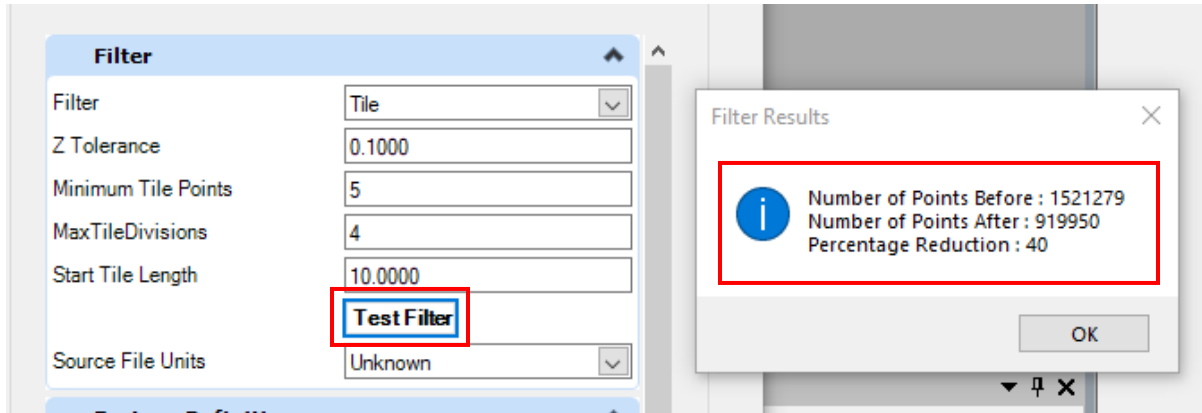 Filter
Filter Tile
Z Tolerance 0.1000
Minimum Tile Points 5
MaxTileDivisions 4
Start Tile Length 10.0000
Test Filter
Source File Units Unknown
Filter Results
Number of Points Before : 1521279
Number of Points After : 919950
Percentage Reduction : 40
OK